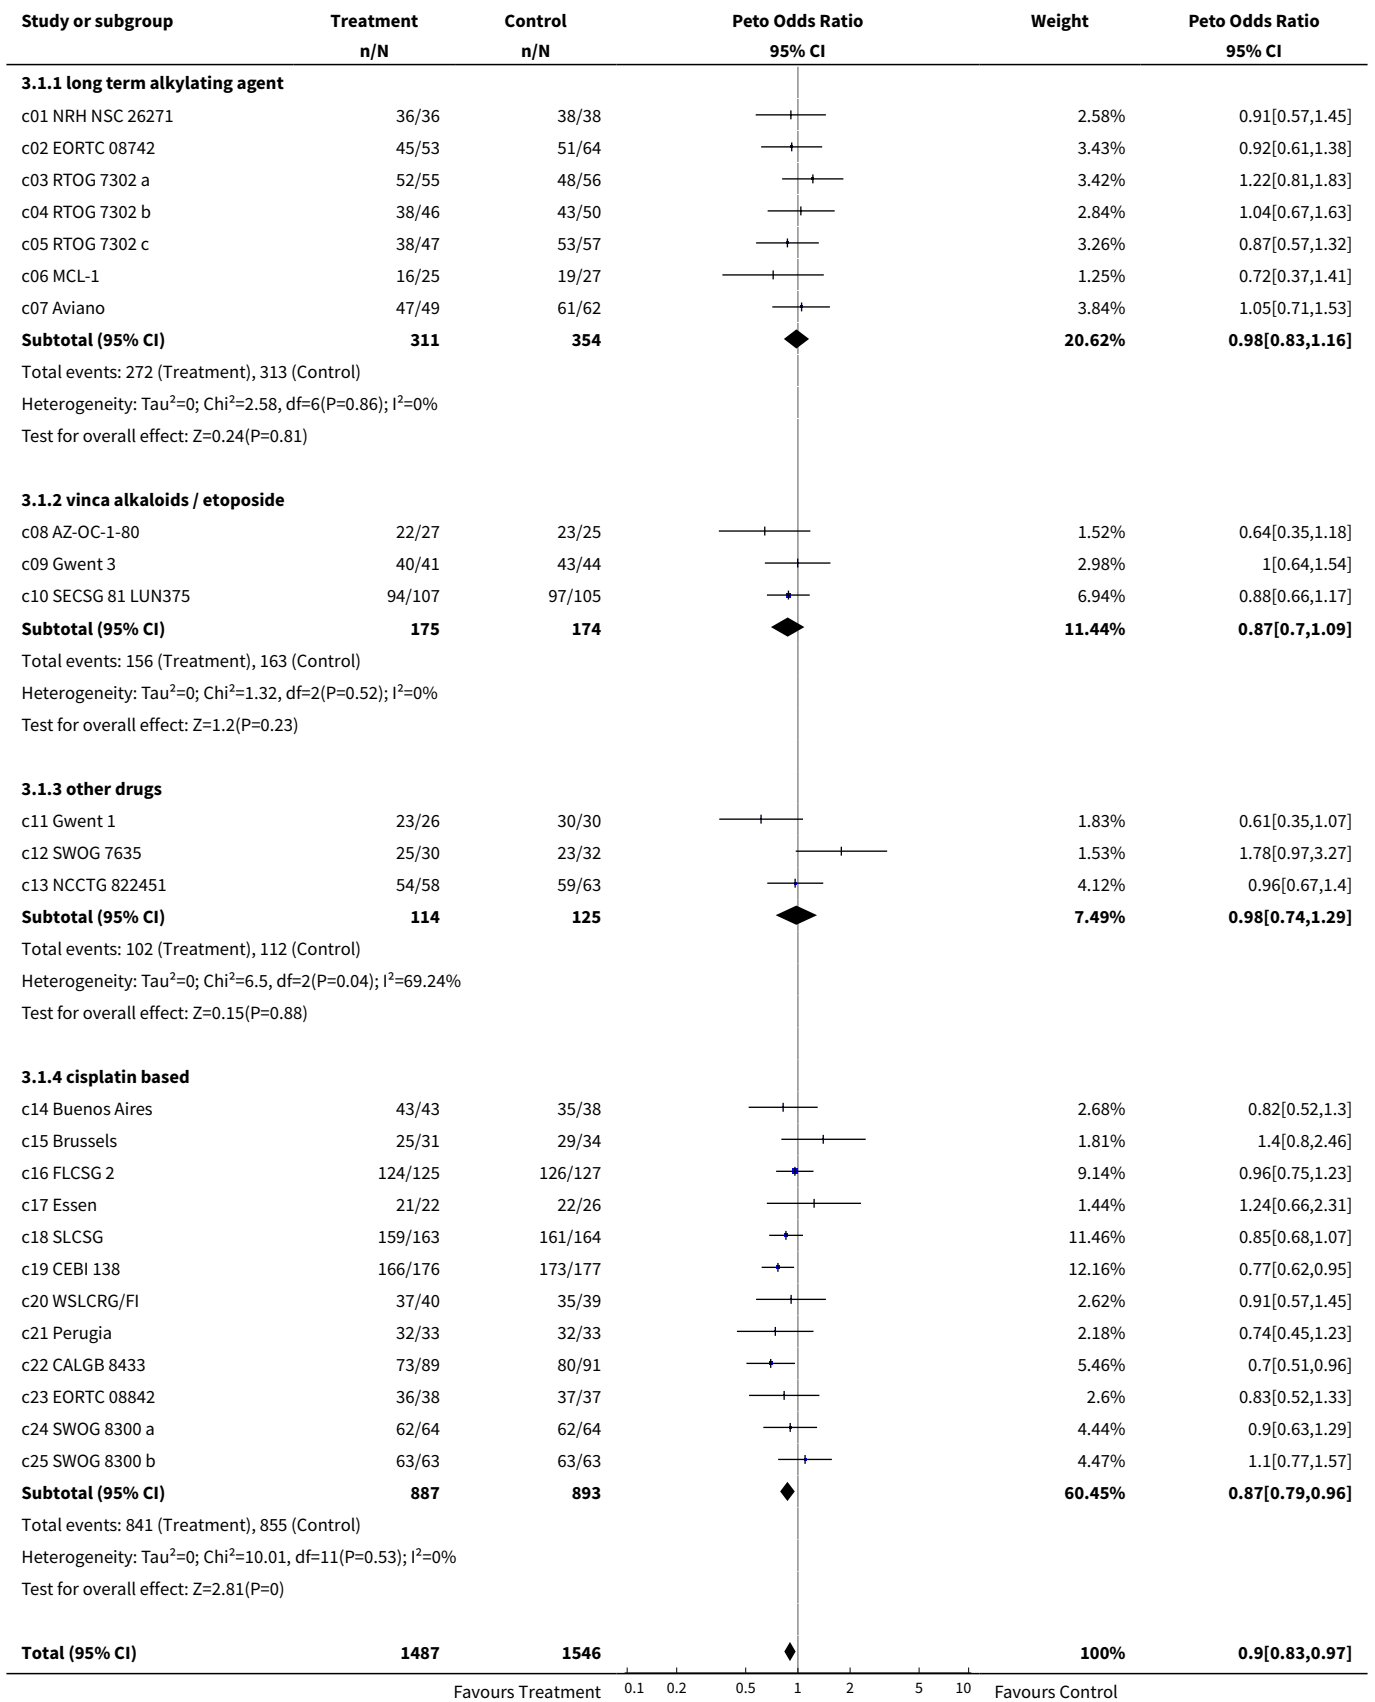 Study or subgroup Treatment Control Peto Odds Ratio Weight Peto Odds Ratio
n/N n/N 95% CI 95% CI
3.1.1 long term alkylating agent
c01 NRH NSC 26271 36/36 38/38 2.58% 0.91[0.57,1.45]
c02 EORTC 08742 45/53 51/64 3.43% 0.92[0.61,1.38]
c03 RTOG 7302 a 52/55 48/56 3.42% 1.22[0.81,1.83]
c04 RTOG 7302 b 38/46 43/50 2.84% 1.04[0.67,1.63]
c05 RTOG 7302 c 38/47 53/57 3.26% 0.87[0.57,1.32]
c06 MCL-1 16/25 19/27 1.25% 0.72[0.37,1.41]
c07 Aviano 47/49 61/62 3.84% 1.05[0.71,1.53]
Subtotal (95% CI) 311 354 20.62% 0.98[0.83,1.16]
Total events: 272 (Treatment), 313 (Control)
Heterogeneity: Tau²=0; Chi²=2.58, df=6(P=0.86); I²=0%
Test for overall effect: Z=0.24(P=0.81)
3.1.2 vinca alkaloids / etoposide
c08 AZ-OC-1-80 22/27 23/25 1.52% 0.64[0.35,1.18]
c09 Gwent 3 40/41 43/44 2.98% 1[0.64,1.54]
c10 SECSG 81 LUN375 94/107 97/105 6.94% 0.88[0.66,1.17]
Subtotal (95% CI) 175 174 11.44% 0.87[0.7,1.09]
Total events: 156 (Treatment), 163 (Control)
Heterogeneity: Tau²=0; Chi²=1.32, df=2(P=0.52); I²=0%
Test for overall effect: Z=1.2(P=0.23)
3.1.3 other drugs
c11 Gwent 1 23/26 30/30 1.83% 0.61[0.35,1.07]
c12 SWOG 7635 25/30 23/32 1.53% 1.78[0.97,3.27]
c13 NCCTG 822451 54/58 59/63 4.12% 0.96[0.67,1.4]
Subtotal (95% CI) 114 125 7.49% 0.98[0.74,1.29]
Total events: 102 (Treatment), 112 (Control)
Heterogeneity: Tau²=0; Chi²=6.5, df=2(P=0.04); I²=69.24%
Test for overall effect: Z=0.15(P=0.88)
3.1.4 cisplatin based
c14 Buenos Aires 43/43 35/38 2.68% 0.82[0.52,1.3]
c15 Brussels 25/31 29/34 1.81% 1.4[0.8,2.46]
c16 FLCSG 2 124/125 126/127 9.14% 0.96[0.75,1.23]
c17 Essen 21/22 22/26 1.44% 1.24[0.66,2.31]
c18 SLCSG 159/163 161/164 11.46% 0.85[0.68,1.07]
c19 CEBI 138 166/176 173/177 12.16% 0.77[0.62,0.95]
c20 WSLCRG/FI 37/40 35/39 2.62% 0.91[0.57,1.45]
c21 Perugia 32/33 32/33 2.18% 0.74[0.45,1.23]
c22 CALGB 8433 73/89 80/91 5.46% 0.7[0.51,0.96]
c23 EORTC 08842 36/38 37/37 2.6% 0.83[0.52,1.33]
c24 SWOG 8300 a 62/64 62/64 4.44% 0.9[0.63,1.29]
c25 SWOG 8300 b 63/63 63/63 4.47% 1.1[0.77,1.57]
Subtotal (95% CI) 887 893 60.45% 0.87[0.79,0.96]
Total events: 841 (Treatment), 855 (Control)
Heterogeneity: Tau²=0; Chi²=10.01, df=11(P=0.53); I²=0%
Test for overall effect: Z=2.81(P=0)
Total (95% CI) 1487 1546 100% 0.9[0.83,0.97]
Favours Treatment 0.1 0.2 0.5 1 2 5 10 Favours Control